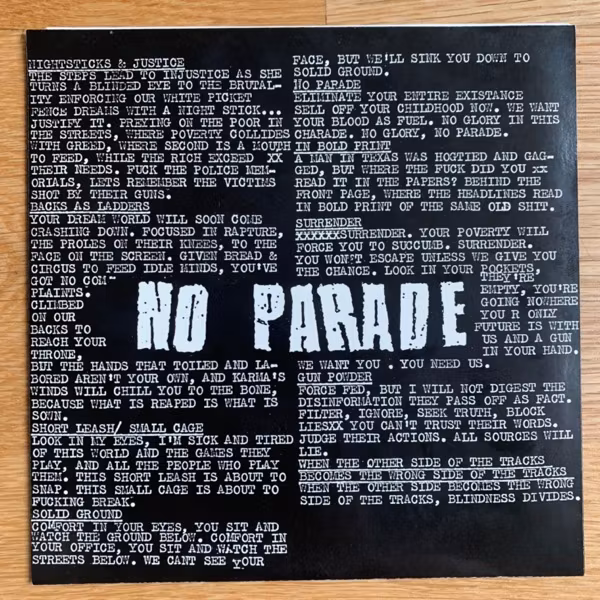 NIGHTSTICKS & JUSTICE
THE STEPS LEAD TO INJUSTICE AS SHE
TURNS A BLINDED EYE TO THE BRUTAL-
ITY ENFORCING OUR WHITE PICKET
FENCE DREAMS WITH A NIGHT STICK...
JUSTIFY IT. PREYING ON THE POOR IN
THE STREETS, WHERE POVERTY COLLIDES
WITH GREED, WHERE SECOND IS A MOUTH
TO FEED, WHILE THE RICH EXCEED XX
THEIR NEEDS. FUCK THE POLICE MEM-
ORIALS, LETS REMEMBER THE VICTIMS
SHOT BY THEIR GUNS.
BACKS AS LADDERS
YOUR DREAM WORLD WILL SOON COME
CRASHING DOWN. FOCUSED IN RAPTURE,
THE PROLES ON THEIR KNEES, TO THE
FACE ON THE SCREEN. GIVEN BREAD &
CIRCUS TO FEED IDLE MINDS, YOU'VE
GOT NO COM-
PLAINTS.
CLIMBED
ON OUR
BACKS TO
REACH YOUR
THRONE,
BUT THE HANDS THAT TOILED AND LA-
BORED AREN'T YOUR OWN, AND KARMA'S
WINDS WILL CHILL YOU TO THE BONE,
BECAUSE WHAT IS REAPED IS WHAT IS
SOWN.
SHORT LEASH/ SMALL CAGE
LOOK IN MY EYES, I'M SICK AND TIRED
OF THIS WORLD AND THE GAMES THEY
PLAY, AND ALL THE PEOPLE WHO PLAY
THEM. THIS SHORT LEASH IS ABOUT TO
SNAP. THIS SMALL CAGE IS ABOUT TO
FUCKING BREAK.
SOLID GROUND
COMFORT IN YOUR EYES, YOU SIT AND
WATCH THE GROUND BELOW. COMFORT IN
YOUR OFFICE, YOU SIT AND WATCH THE
STREETS BELOW. WE CANT SEE YOUR
FACE, BUT WE'LL SINK YOU DOWN TO
SOLID GROUND.
NO PARADE
ELIMINATE YOUR ENTIRE EXISTANCE
SELL OFF YOUR CHILDHOOD NOW. WE WANT
YOUR BLOOD AS FUEL. NO GLORY IN THIS
CHARADE. NO GLORY, NO PARADE.
IN BOLD PRINT
A MAN IN TEXAS WAS HOGTIED AND GAG-
GED, BUT WHERE THE FUCK DID YOU xx
READ IT IN THE PAPERS? BEHIND THE
FRONT PAGE, WHERE THE HEADLINES READ
IN BOLD PRINT OF THE SAME OLD SHIT.
SURRENDER
XXXXXXSURRENDER. YOUR POVERTY WILL
FORCE YOU TO SUCCUMB. SURRENDER.
YOU WON'T ESCAPE UNLESS WE GIVE YOU
THE CHANCE. LOOK IN YOUR POCKETS,
THEY'RE
EMPTY, YOU'RE
GOING NOWHERE
YOU R ONLY
FUTURE IS WITH
US AND A GUN
IN YOUR HAND.
WE WANT YOU . YOU NEED US.
GUN POWDER
FORCE FED, BUT I WILL NOT DIGEST THE
DISINFORMATION THEY PASS OFF AS FACT.
FILTER, IGNORE, SEEK TRUTH, BLOCK
LIESXX YOU CAN'T TRUST THEIR WORDS.
JUDGE THEIR ACTIONS. ALL SOURCES WILL
LIE.
WHEN THE OTHER SIDE OF THE TRACKS
BECOMES THE WRONG SIDE OF THE TRACKS
WHEN THE OTHER SIDE BECOMES THE WRONG
SIDE OF THE TRACKS, BLINDNESS DIVIDES.
NO PARADE